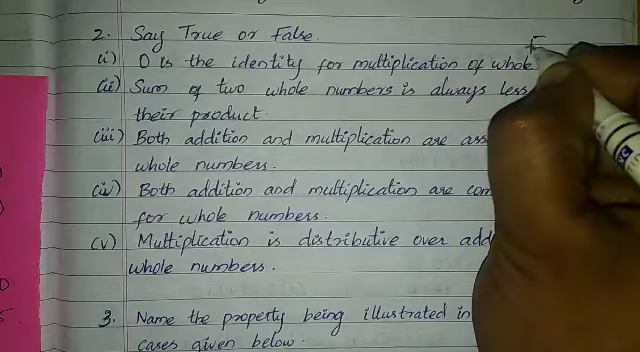 2. Say True or False.
(i) 0 is the identity for multiplication of whole
(ii) Sum of two whole numbers is always less
their product.
(iii) Both addition and multiplication are ass
whole numbers.
(iv) Both addition and multiplication are com
for whole numbers.
(v) Multiplication is distributive over add
whole numbers.
3. Name the property being illustrated in
cases given below.